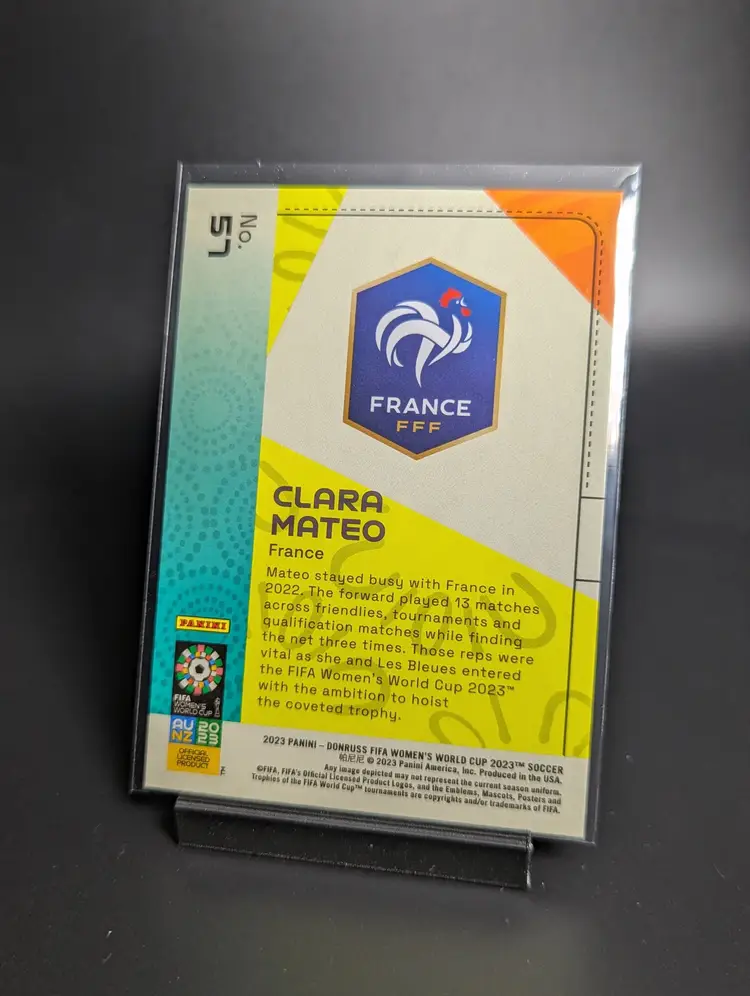 No.
57
FRANCE
FFF
CLARA
MATEO
France
Mateo stayed busy with France in
2022. The forward played 13 matches
across friendlies, tournaments and
qualification matches while finding
the net three times. Those reps were
vital as she and Les Bleues entered
the FIFA Women's World Cup 2023™
with the ambition to hoist
the coveted trophy.
PANINI
FIFA
WOMEN'S
WORLD CUP
AU 20
NZ 23
OFFICIAL
LICENSED
PRODUCT
2023 PANINI – DONRUSS FIFA WOMEN'S WORLD CUP 2023™ SOCCER
帕尼尼 © 2023 Panini America, Inc. Produced in the USA.
Any image depicted may not represent the current season uniform.
©FIFA, FIFA's Official Licensed Product Logos, and the Emblems, Mascots, Posters and
Trophies of the FIFA World Cup™ tournaments are copyrights and/or trademarks of FIFA.